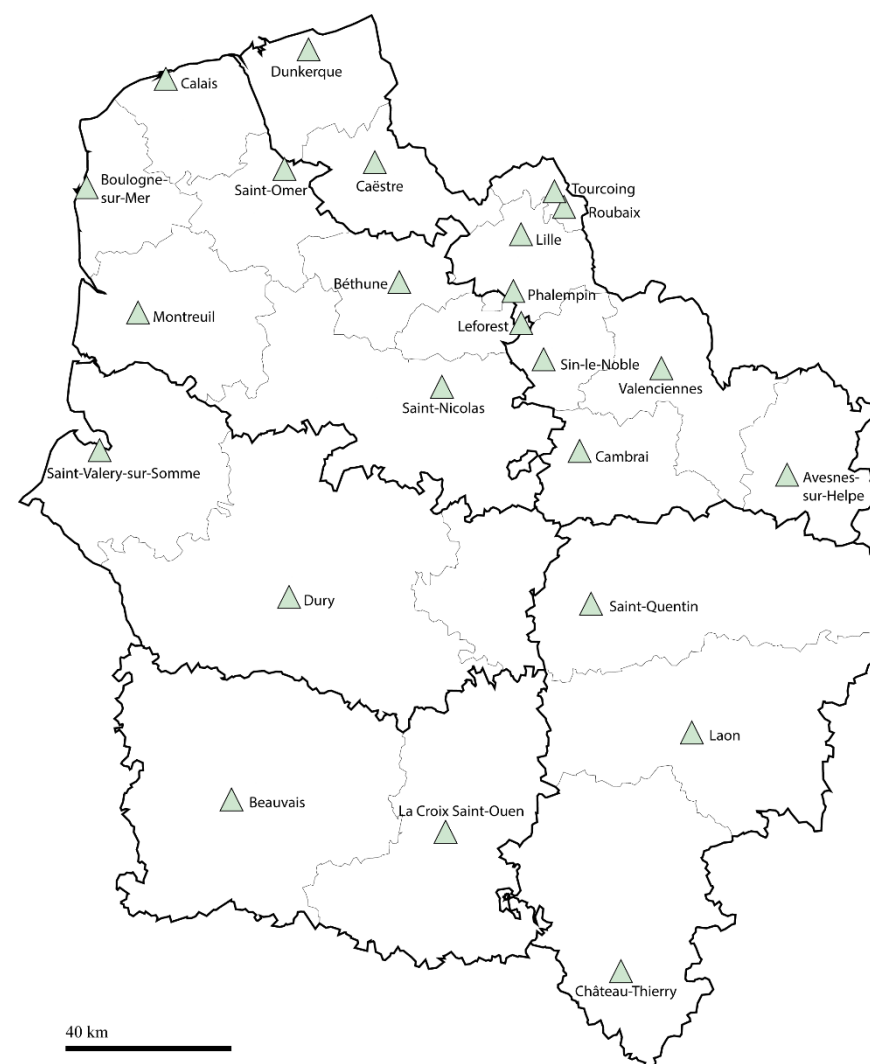 Dunkerque
Calais
Boulogne-
sur-Mer
Saint-Omer
Caëstre
Tourcoing
Roubaix
Lille
Béthune
Phalempin
Montreuil
Leforest
Sin-le-Noble
Valenciennes
Saint-Nicolas
Saint-Valery-sur-Somme
Cambrai
Avesnes-
sur-Helpe
Dury
Saint-Quentin
Laon
Beauvais
La Croix Saint-Ouen
Château-Thierry
40 km